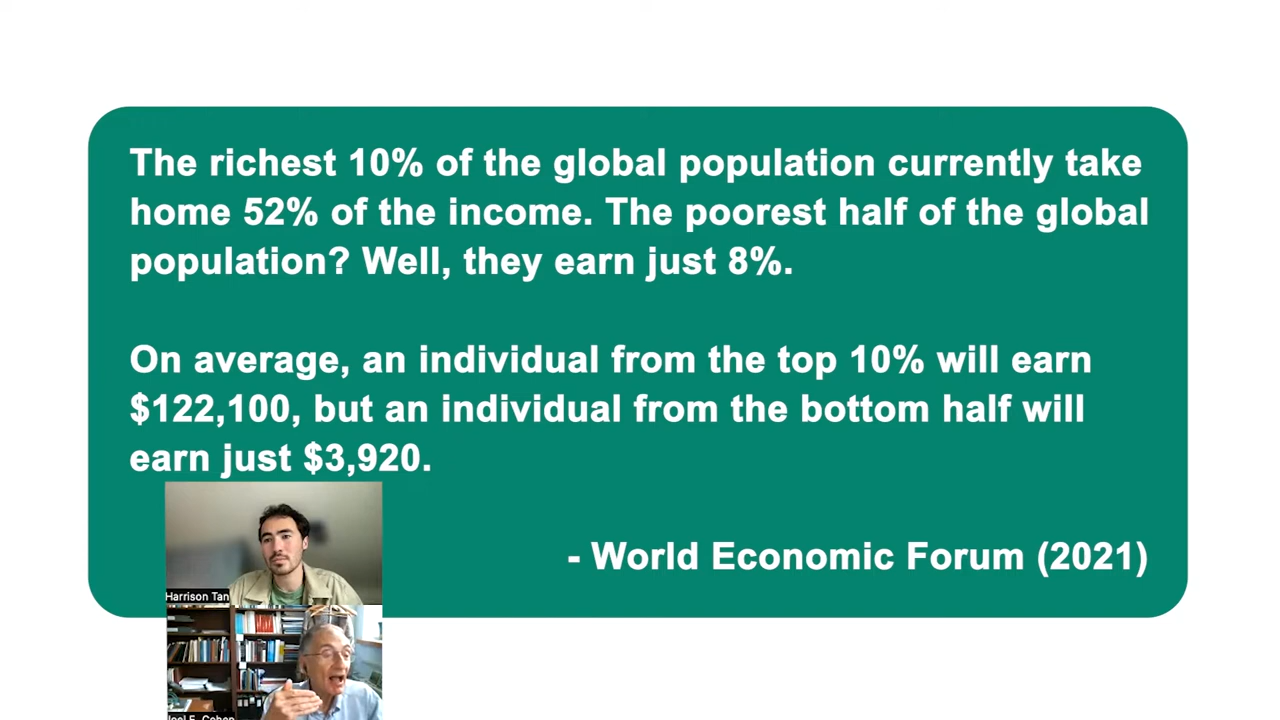 The richest 10% of the global population currently take
home 52% of the income. The poorest half of the global
population? Well, they earn just 8%.
On average, an individual from the top 10% will earn
$122,100, but an individual from the bottom half will
earn just $3,920.
- World Economic Forum (2021)
Harrison Tan
Joel E. Cohen